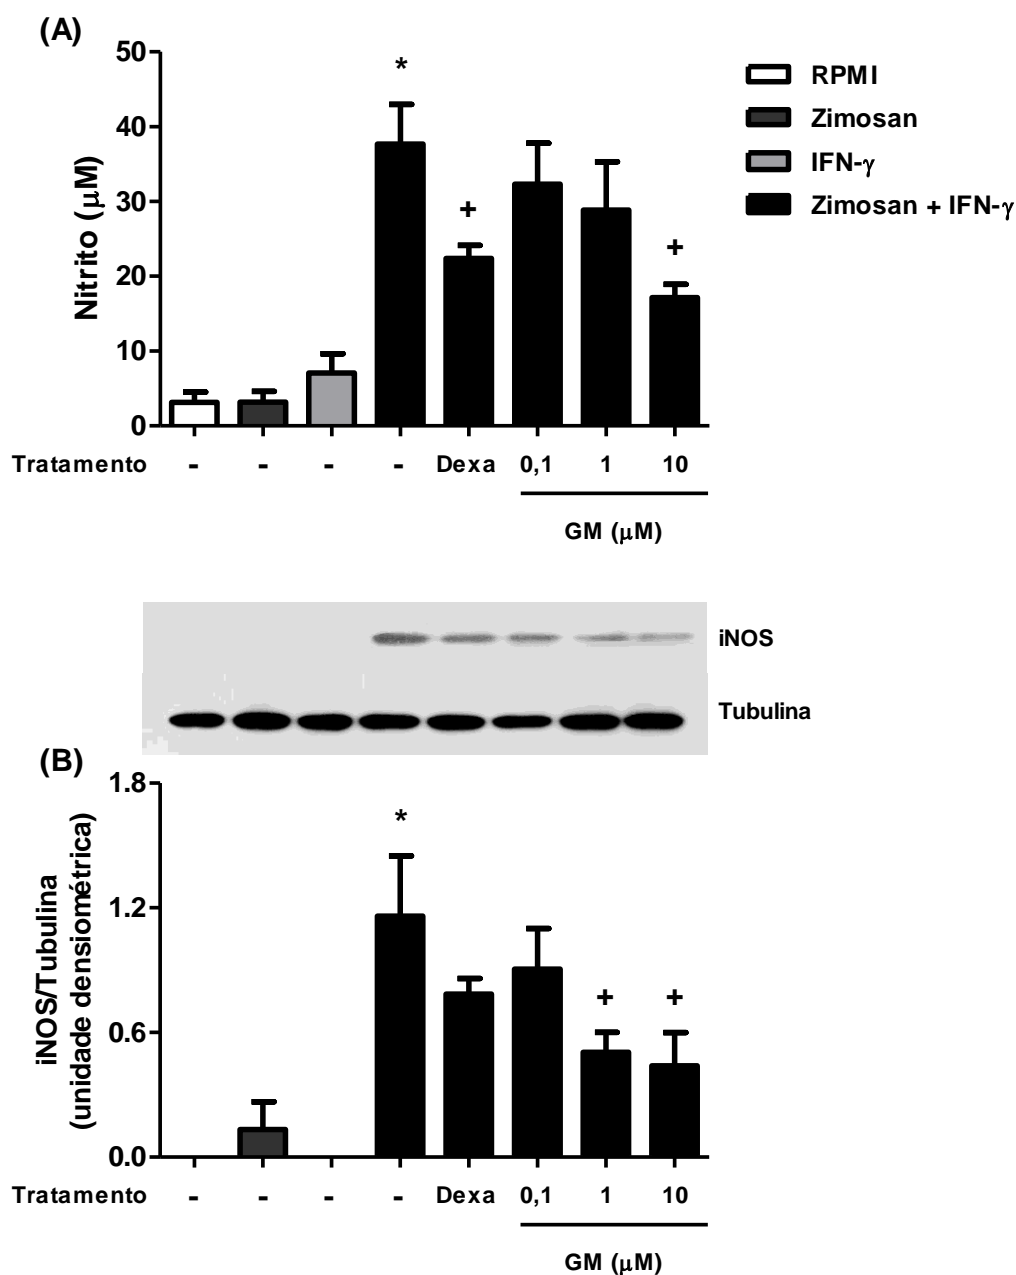 (A)
50
40
30
20
10
0
Nitrito (μM)
*
+
+
RPMI
Zimosan
IFN-γ
Zimosan + IFN-γ
Tratamento - - - - Dexa 0,1 1 10
GM (μM)
iNOS
Tubulina
(B)
1.8
1.2
0.6
0.0
iNOS/Tubulina
(unidade densiométrica)
*
+ +
Tratamento - - - - Dexa 0,1 1 10
GM (μM)